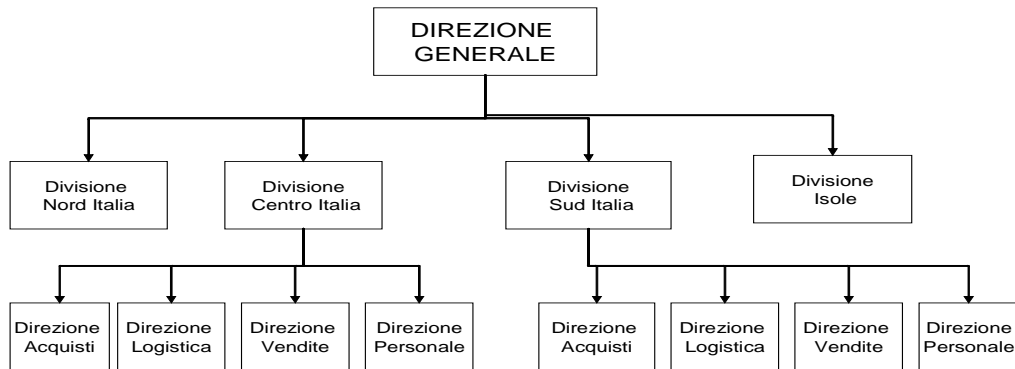 DIREZIONE
GENERALE
Divisione
Nord Italia
Divisione
Centro Italia
Divisione
Sud Italia
Divisione
Isole
Direzione
Acquisti
Direzione
Logistica
Direzione
Vendite
Direzione
Personale
Direzione
Acquisti
Direzione
Logistica
Direzione
Vendite
Direzione
Personale